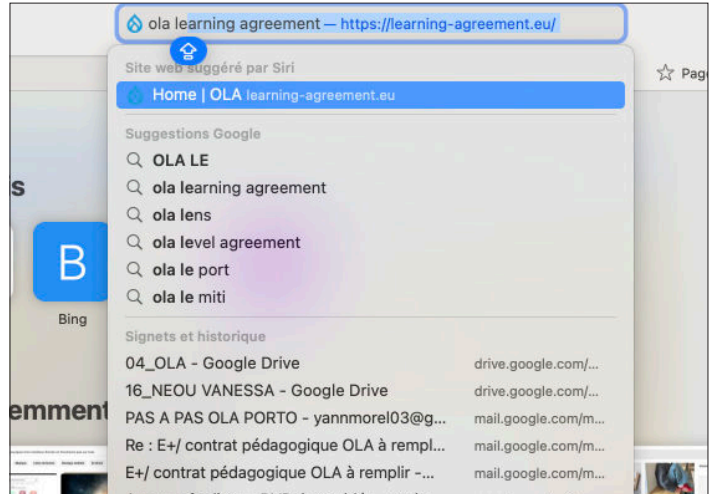 ola learning agreement — https://learning-agreement.eu/
Site web suggéré par Siri
Home | OLA learning-agreement.eu
Page
Suggestions Google
OLA LE
ola learning agreement
ola lens
ola level agreement
ola le port
ola le miti
s
B
Bing
Signets et historique
04_OLA - Google Drive drive.google.com/...
16_NEOU VANESSA - Google Drive drive.google.com/...
PAS A PAS OLA PORTO - yannmorel03@g... mail.google.com/m...
emment
Re : E+/ contrat pédagogique OLA à rempl... mail.google.com/m...
E+/ contrat pédagogique OLA à remplir -... mail.google.com/m...